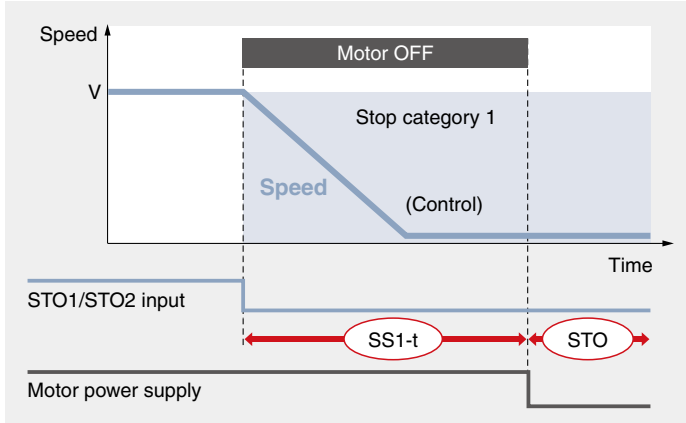 Speed
Motor OFF
V
Stop category 1
Speed
(Control)
Time
STO1/STO2 input
SS1-t
STO
Motor power supply